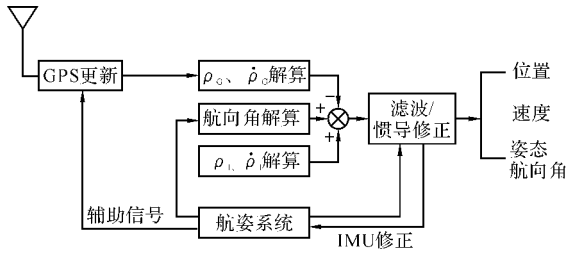 GPS更新
ρG、ρ̇G解算
位置
航向角解算
滤波/
惯导修正
速度
ρI、ρ̇I解算
姿态
航向角
辅助信号
航姿系统
IMU修正
− 
+
+